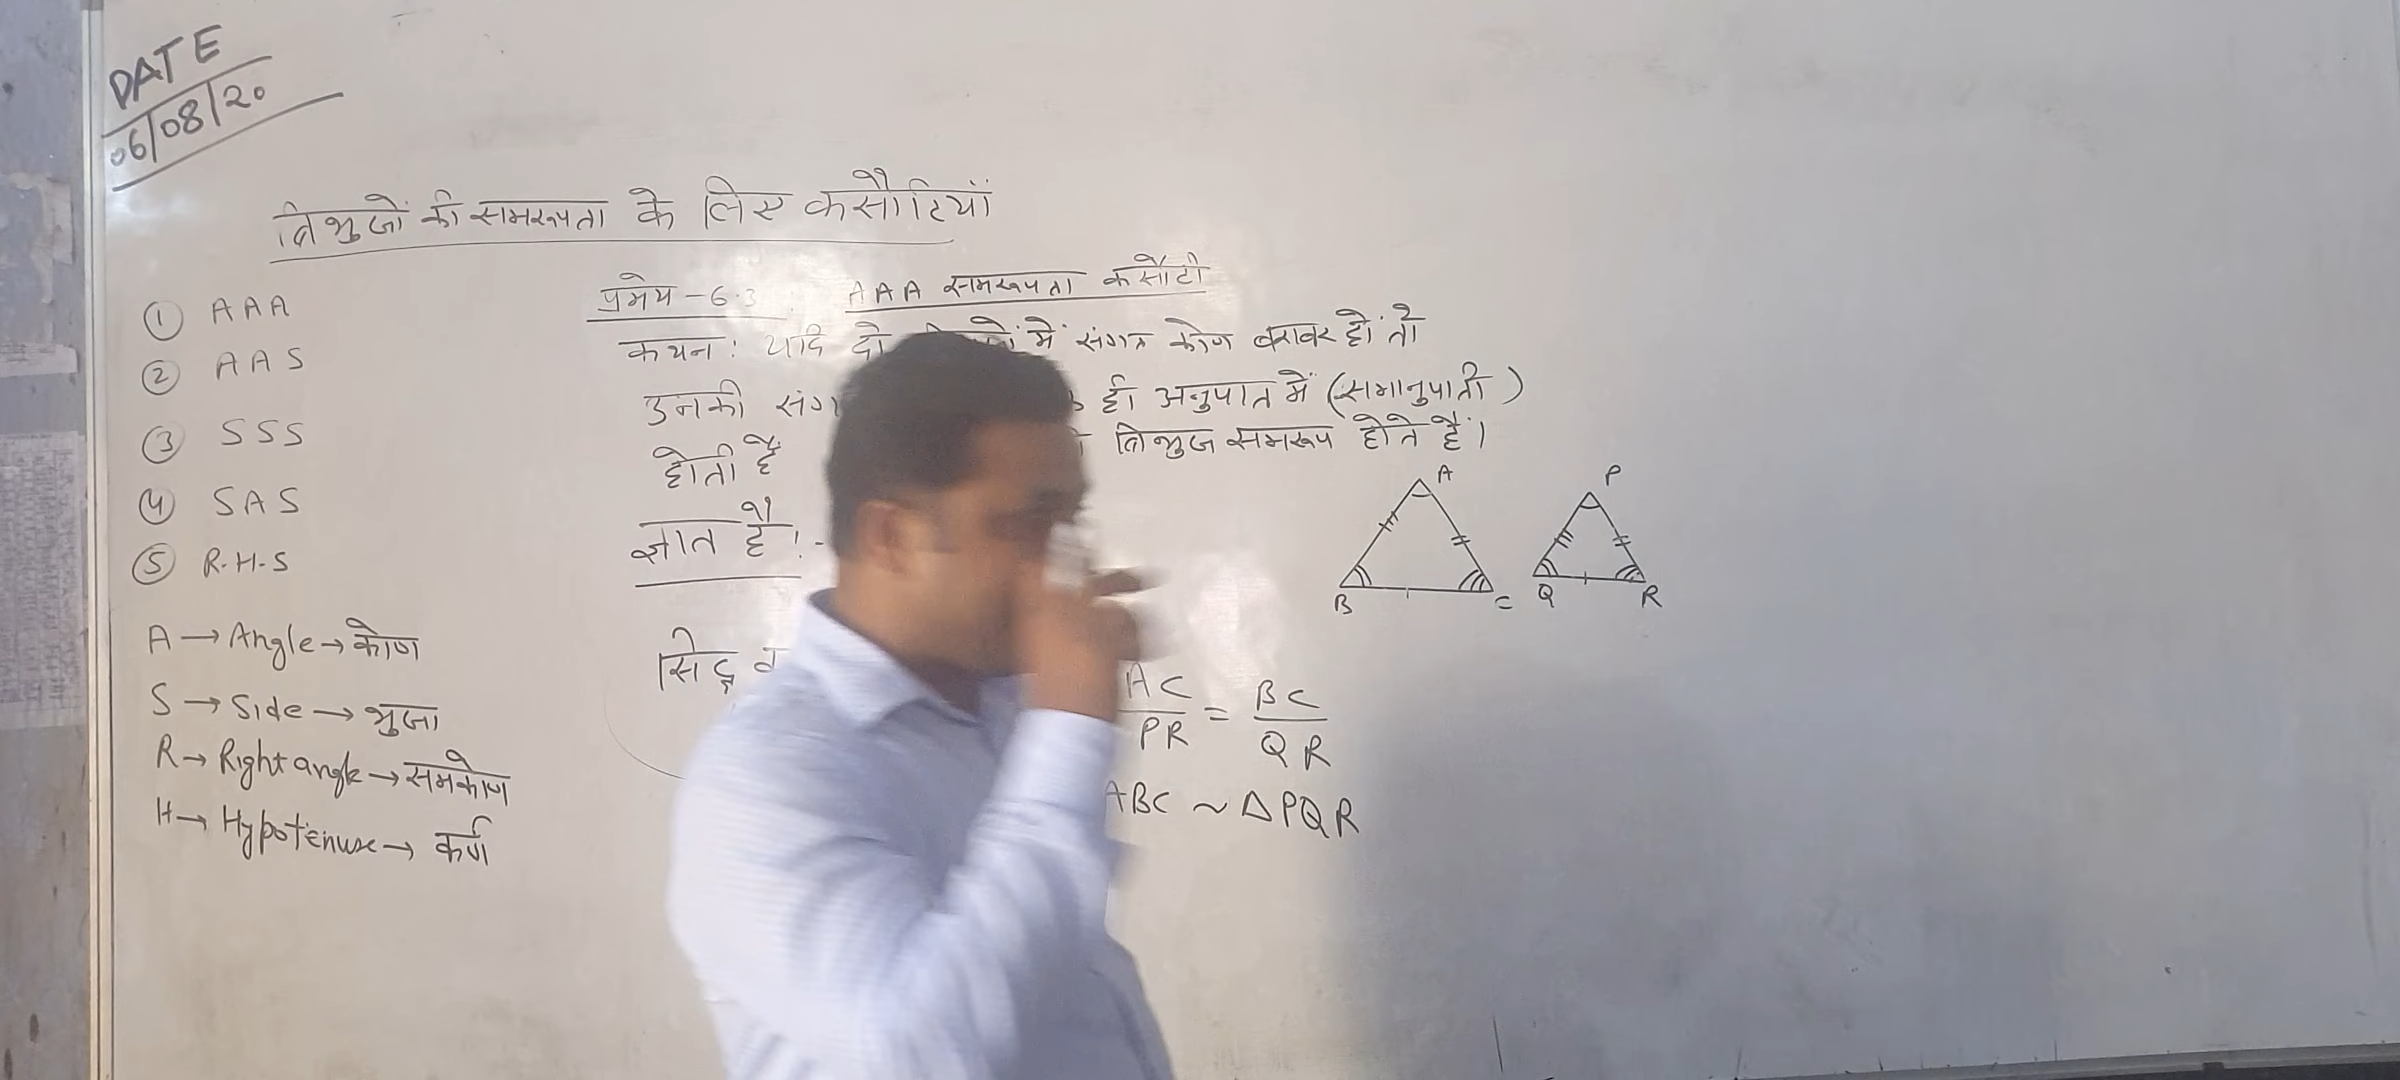 DATE
06/08/20
त्रिभुजों की समरूपता के लिए कसौटियां
① AAA
② AAS
③ SSS
④ SAS
⑤ R.H.S
A → Angle → कोण
S → Side → भुजा
R → Right angle → समकोण
H → Hypotenuse → कर्ण
प्रमेय - 6.3 AAA समरूपता कसौटी
कथन: यदि दो में संगत कोण बराबर हों तो
उनकी ही अनुपात में (समानुपाती)
होती हैं त्रिभुज समरूप होते हैं।
ज्ञात है :-
A
B C
P
Q R
सिद्ध
AC/PR = BC/QR
ABC ~ ΔPQR